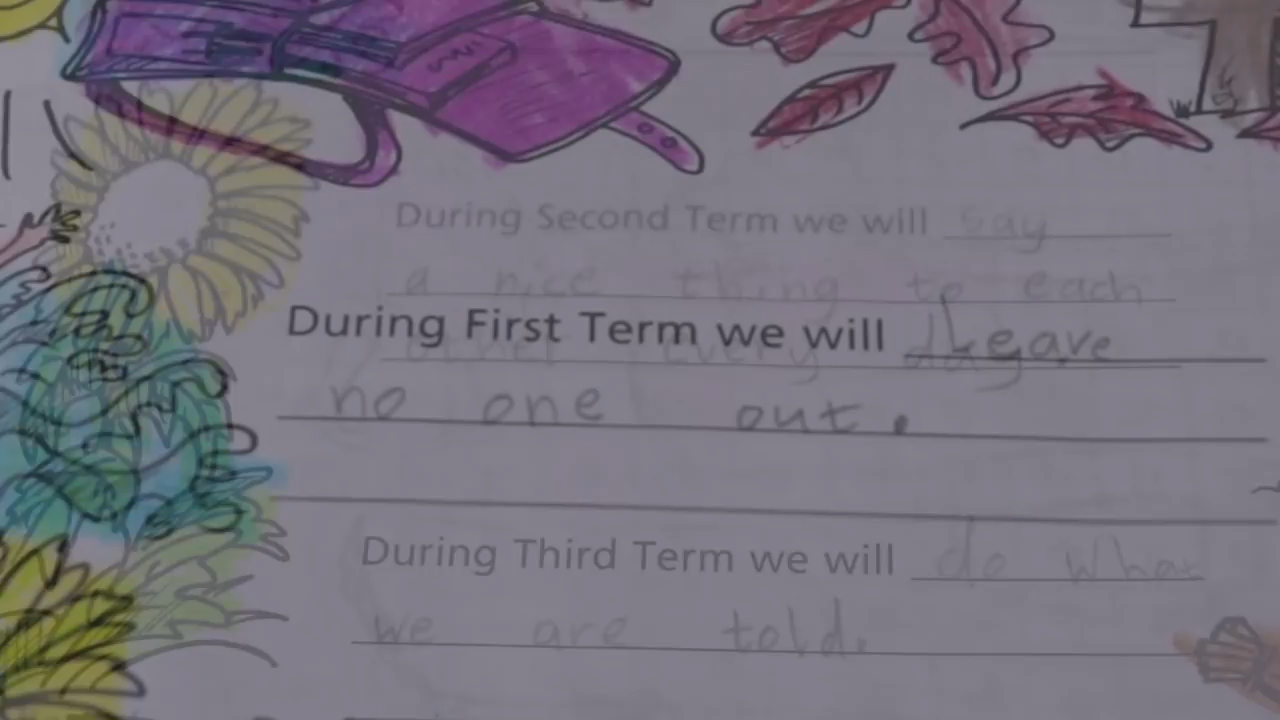 During Second Term we will say
a nice thing to each
other every day
During First Term we will Leave
no one out.
During Third Term we will do what
we are told.